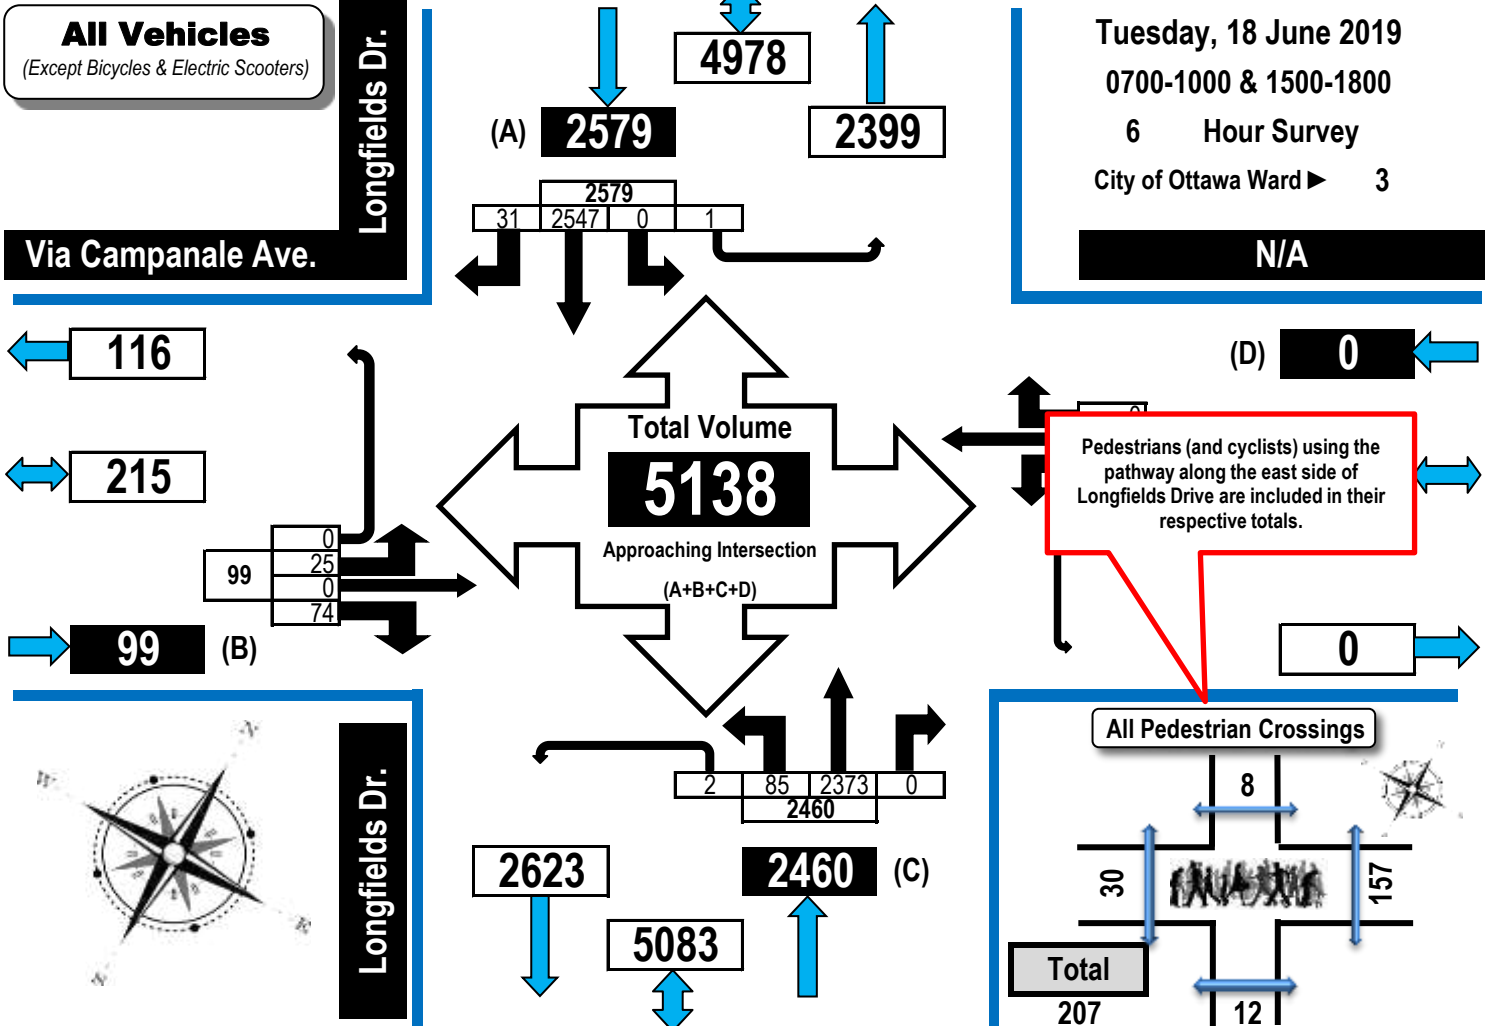 All Vehicles
(Except Bicycles & Electric Scooters)
Longfields Dr.
Via Campanale Ave.
4978
(A)
2579
2399
2579
31 2547 0 1
Tuesday, 18 June 2019
0700-1000 & 1500-1800
6 Hour Survey
City of Ottawa Ward ► 3
N/A
116
215
0
25
0
74
99
99
(B)
Total Volume
5138
Approaching Intersection
(A+B+C+D)
(D)
0
Pedestrians (and cyclists) using the
pathway along the east side of
Longfields Drive are included in their
respective totals.
0
N
W
E
S
Longfields Dr.
2 85 2373 0
2460
2623
2460
(C)
5083
All Pedestrian Crossings
8
30
157
Total
207
12